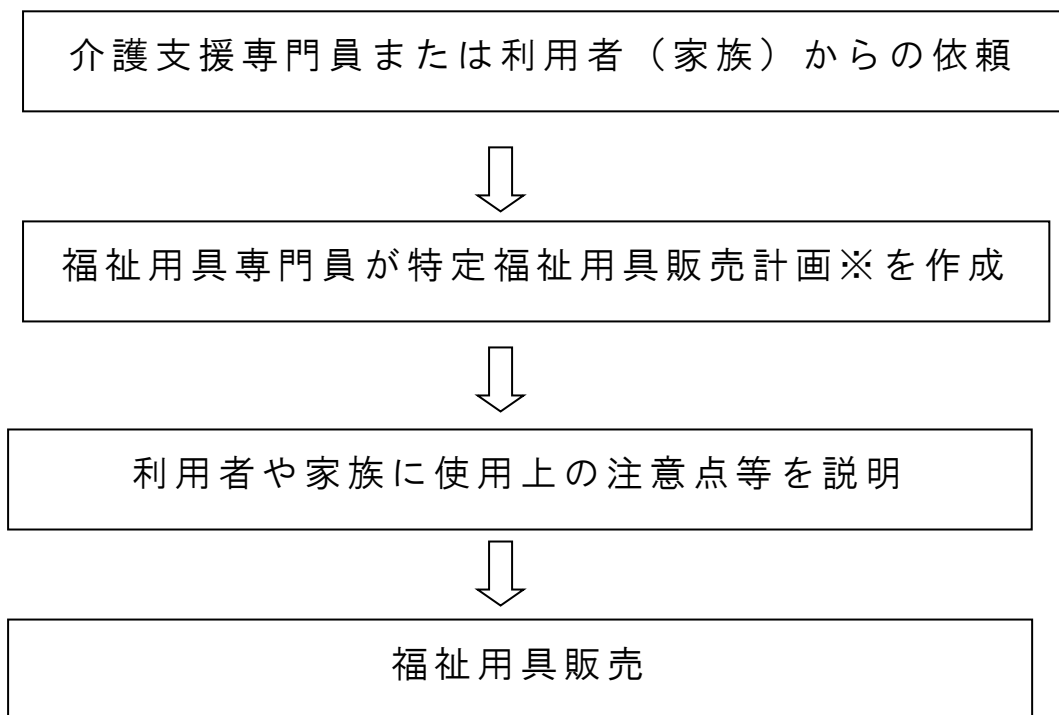 介護支援専門員または利用者（家族）からの依頼
福祉用具専門員が特定福祉用具販売計画※を作成
利用者や家族に使用上の注意点等を説明
福祉用具販売